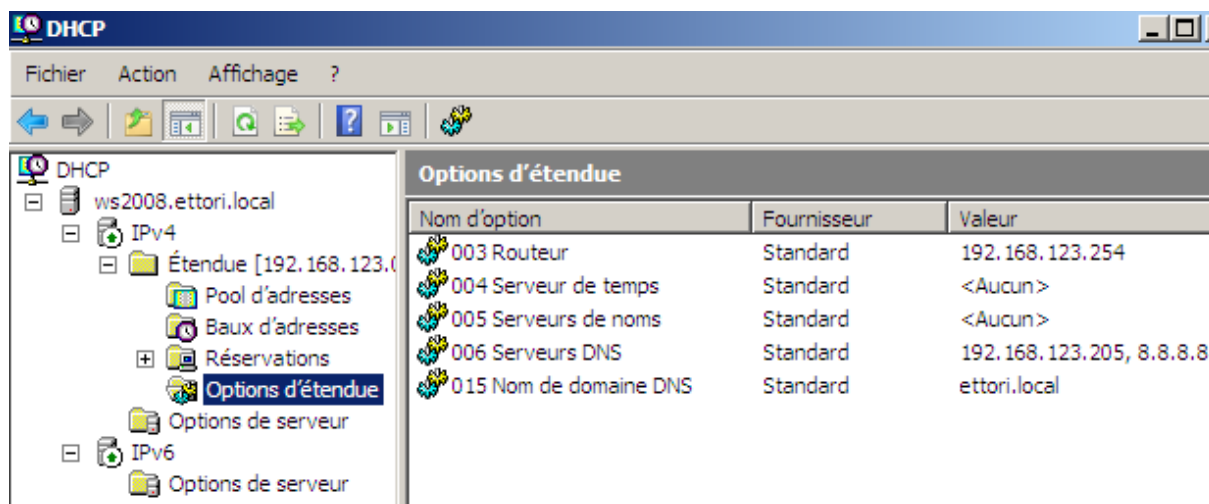 DHCP
Fichier Action Affichage ?
DHCP
ws2008.ettori.local
IPv4
Étendue [192.168.123.0
Pool d'adresses
Baux d'adresses
Réservations
Options d'étendue
Options de serveur
IPv6
Options de serveur
Options d'étendue
Nom d'option Fournisseur Valeur
003 Routeur Standard 192.168.123.254
004 Serveur de temps Standard <Aucun>
005 Serveurs de noms Standard <Aucun>
006 Serveurs DNS Standard 192.168.123.205, 8.8.8.8
015 Nom de domaine DNS Standard ettori.local